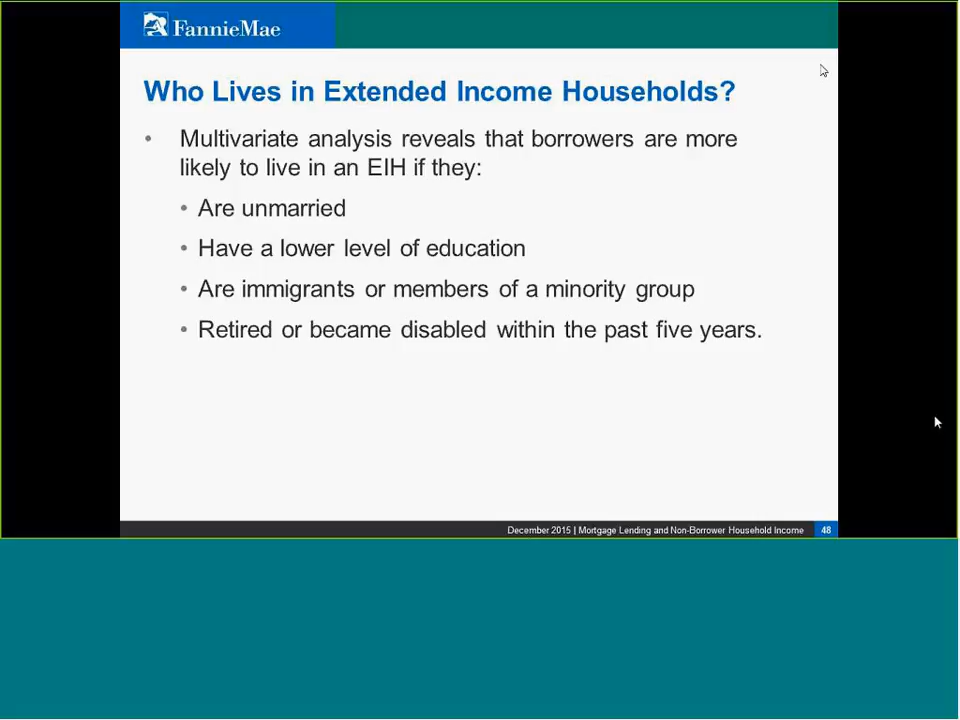 FannieMae
Who Lives in Extended Income Households?
• Multivariate analysis reveals that borrowers are more
likely to live in an EIH if they:
• Are unmarried
• Have a lower level of education
• Are immigrants or members of a minority group
• Retired or became disabled within the past five years.
December 2015 | Mortgage Lending and Non-Borrower Household Income 48